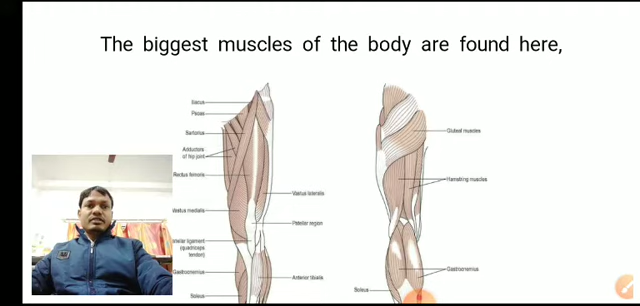 The biggest muscles of the body are found here,
Iliacus
Psoas
Sartorius
Adductors
of hip joint
Rectus femoris
Vastus medialis
Patellar ligament
(quadriceps
tendon)
Gastrocnemius
Soleus
Vastus lateralis
Patellar region
Anterior tibialis
Gluteal muscles
Hamstring muscles
Gastrocnemius
Soleus